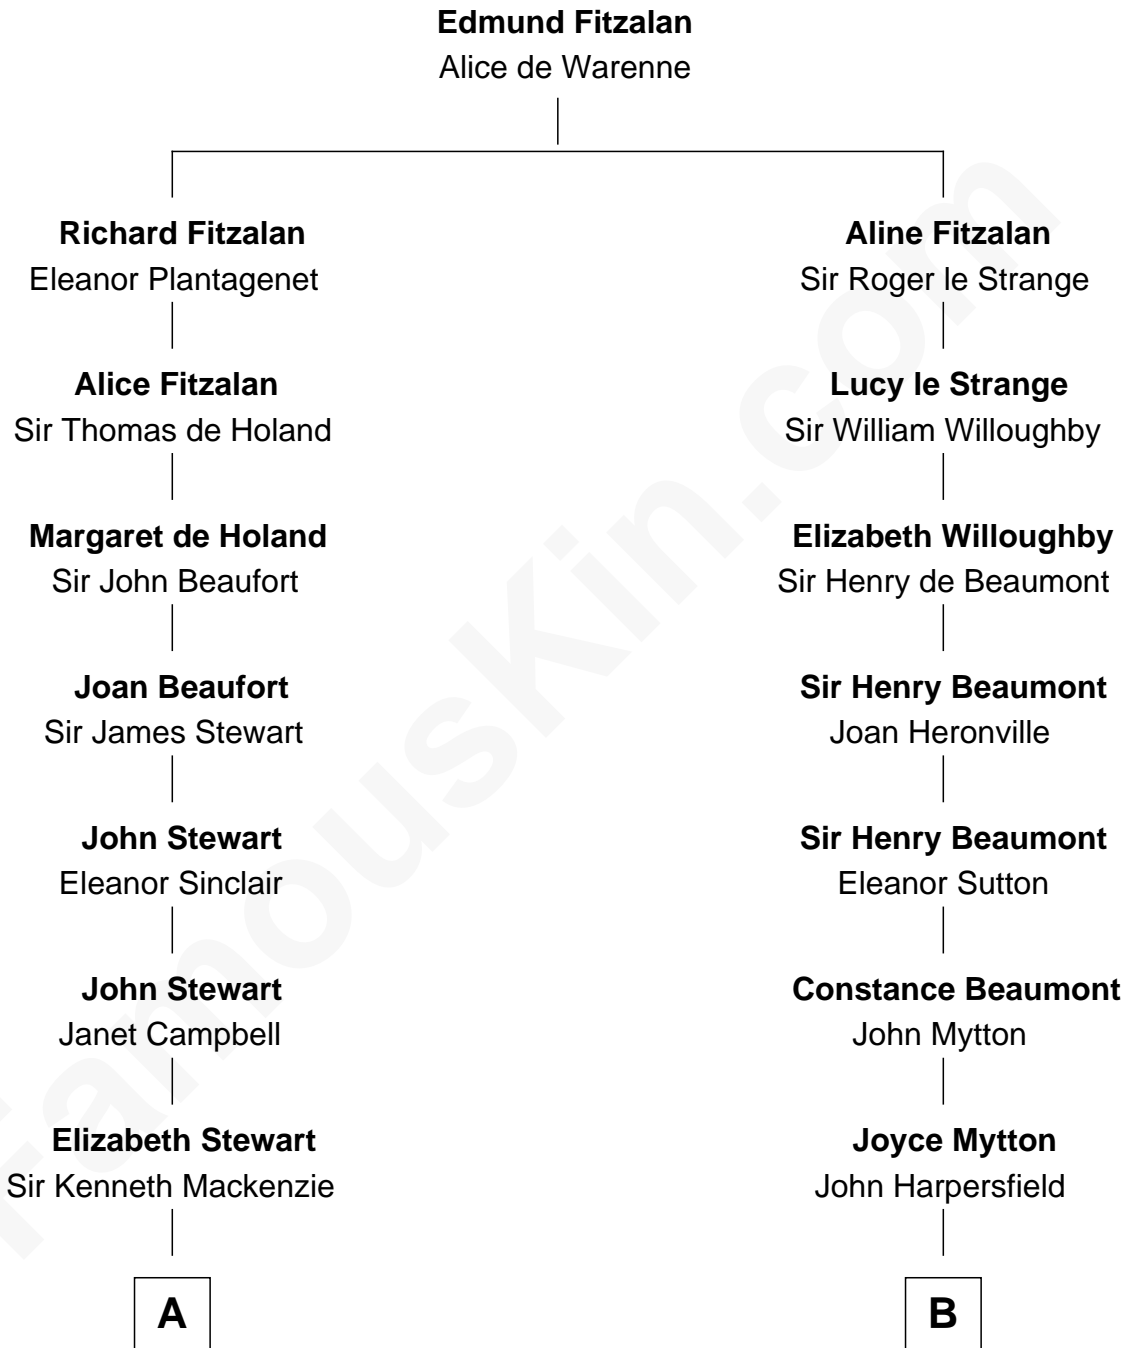 Edmund Fitzalan
Alice de Warenne
Richard Fitzalan
Eleanor Plantagenet
Alice Fitzalan
Sir Thomas de Holand
Margaret de Holand
Sir John Beaufort
Joan Beaufort
Sir James Stewart
John Stewart
Eleanor Sinclair
John Stewart
Janet Campbell
Elizabeth Stewart
Sir Kenneth Mackenzie
A
Aline Fitzalan
Sir Roger le Strange
Lucy le Strange
Sir William Willoughby
Elizabeth Willoughby
Sir Henry de Beaumont
Sir Henry Beaumont
Joan Heronville
Sir Henry Beaumont
Eleanor Sutton
Constance Beaumont
John Mytton
Joyce Mytton
John Harpersfield
B
FamousKin.com